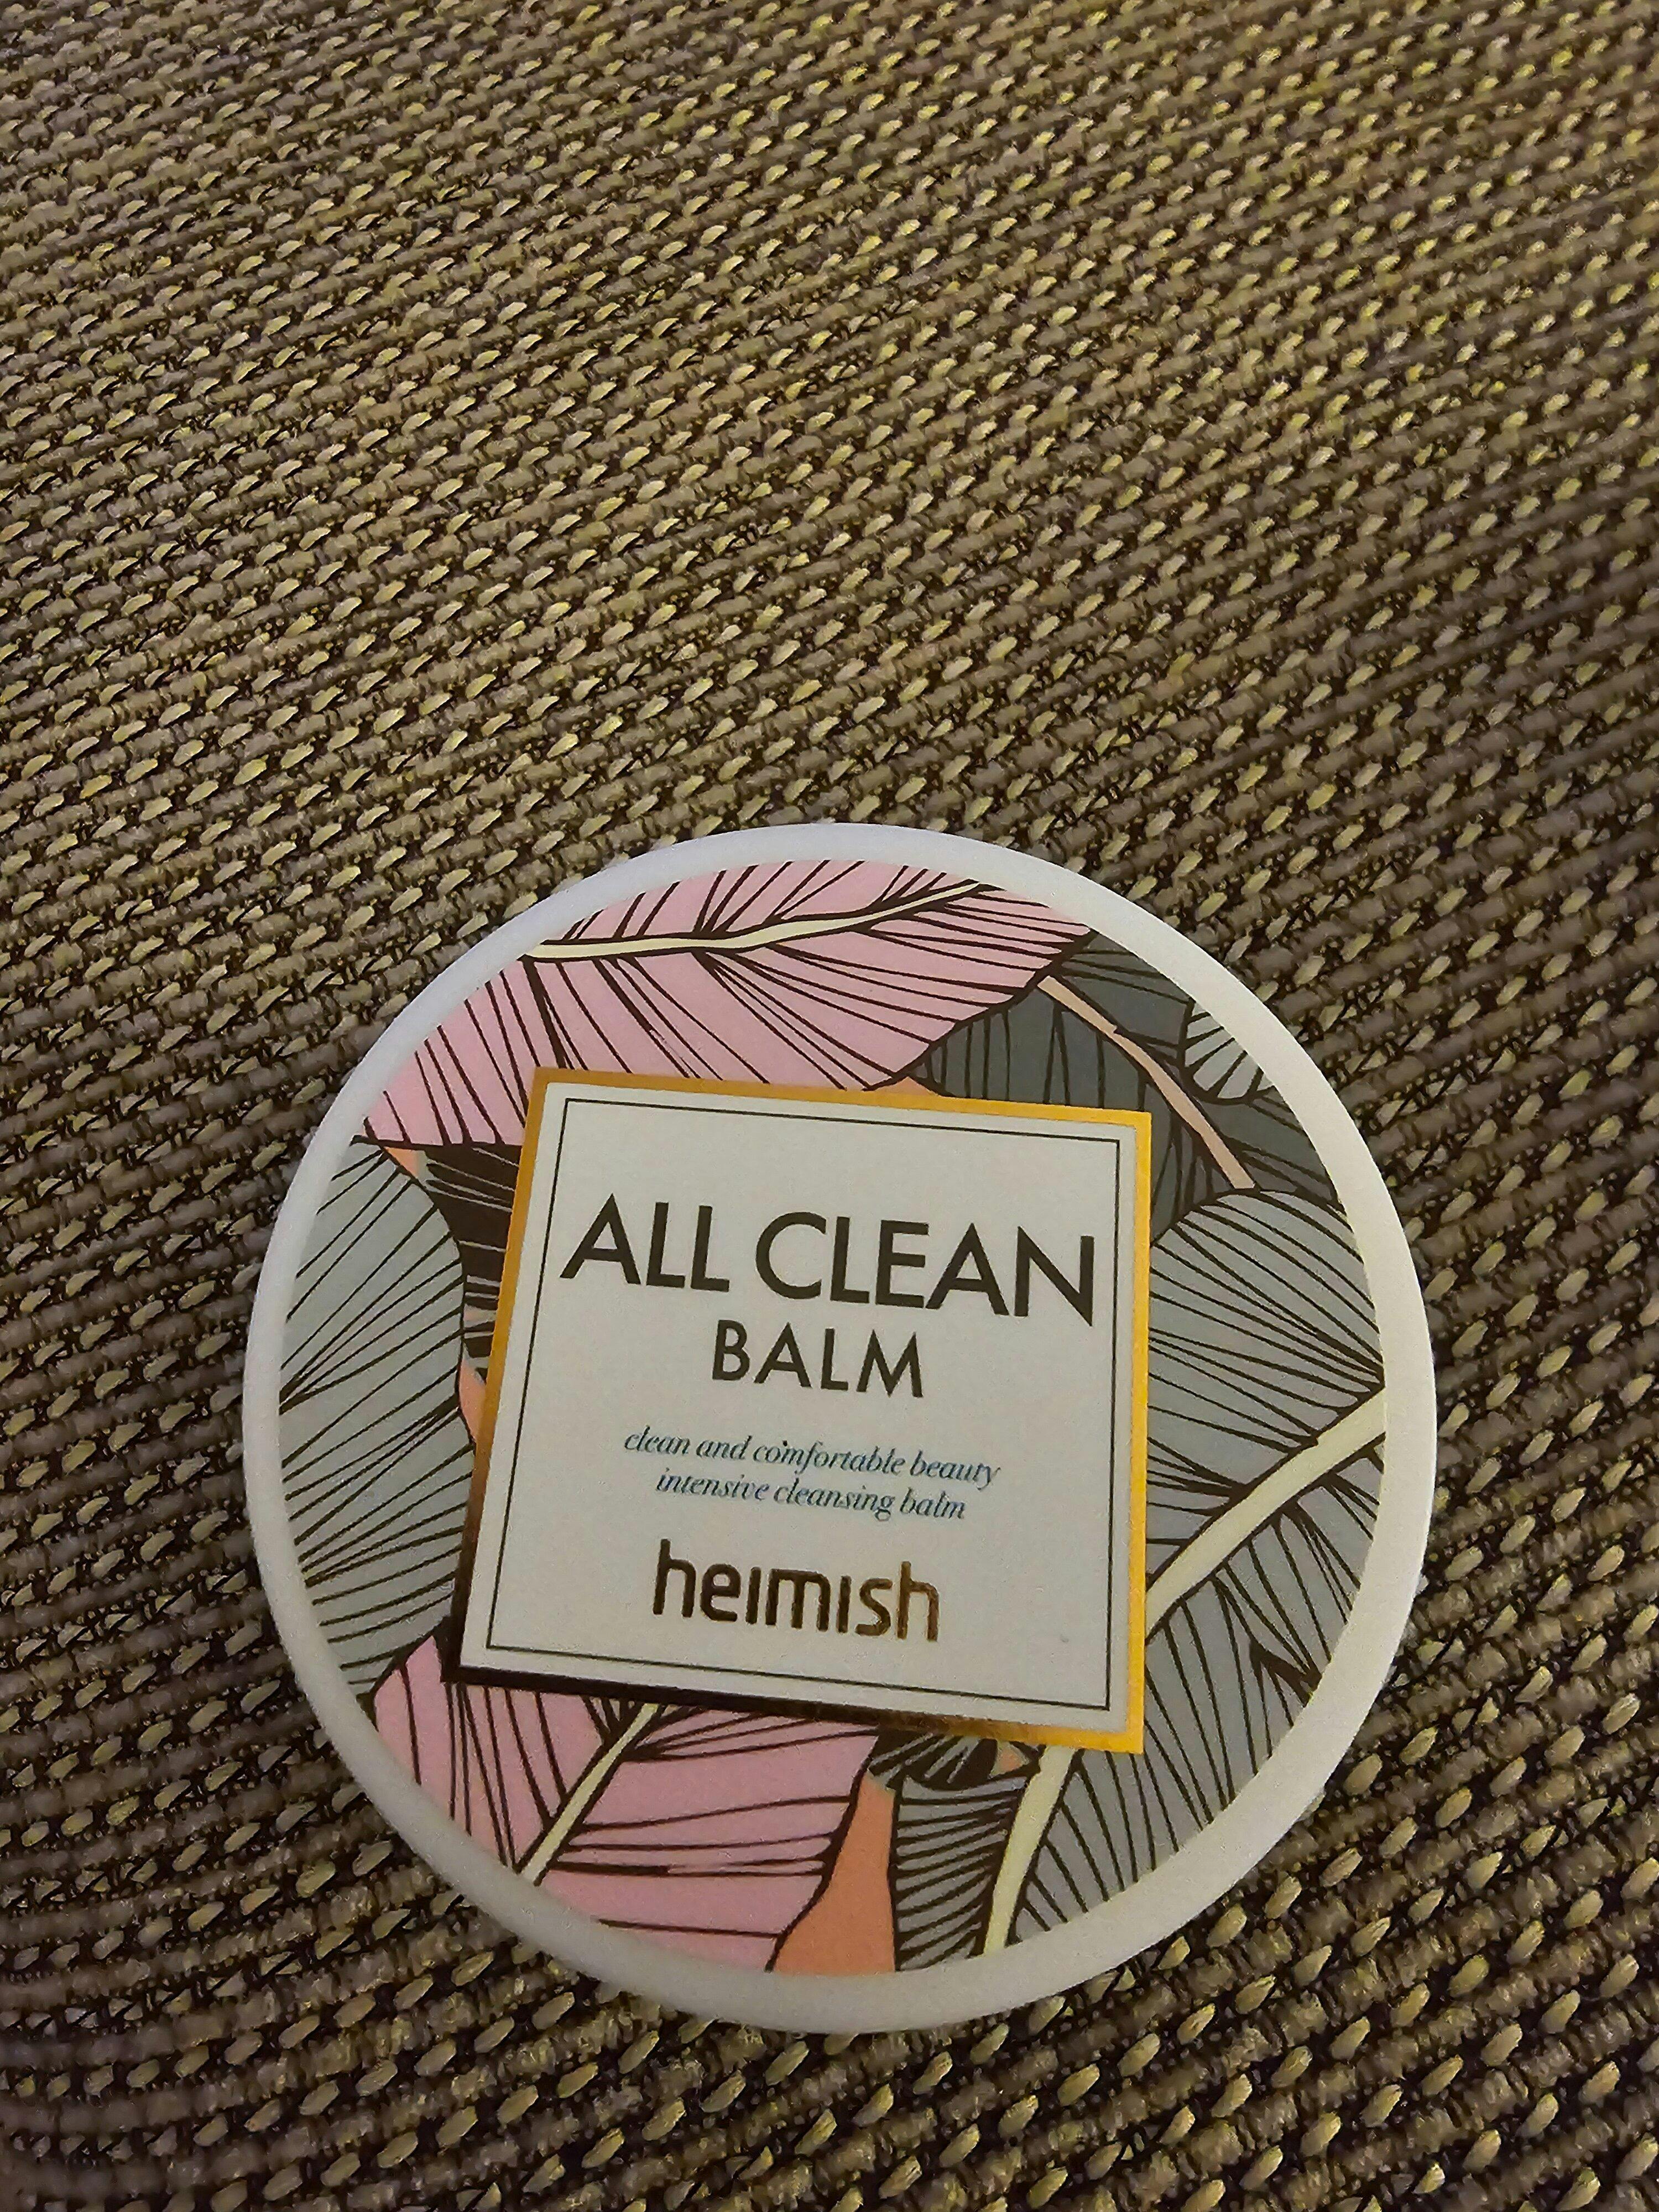 ALL CLEAN
BALM
clean and comfortable beauty
intensive cleansing balm
heimish